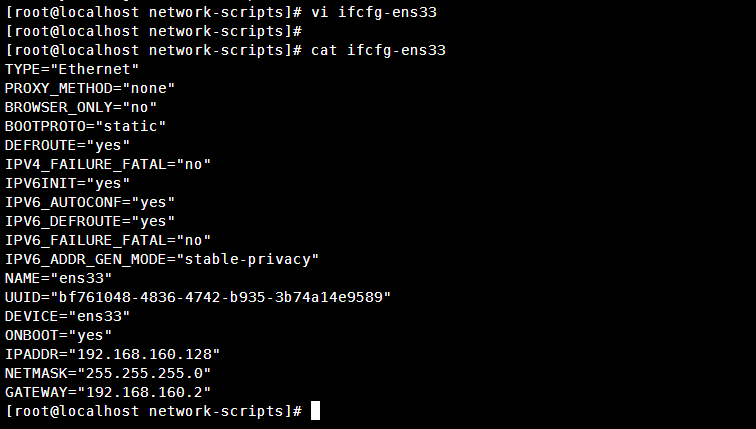 [root@localhost network-scripts]# vi ifcfg-ens33
[root@localhost network-scripts]#
[root@localhost network-scripts]# cat ifcfg-ens33
TYPE="Ethernet"
PROXY_METHOD="none"
BROWSER_ONLY="no"
BOOTPROTO="static"
DEFROUTE="yes"
IPV4_FAILURE_FATAL="no"
IPV6INIT="yes"
IPV6_AUTOCONF="yes"
IPV6_DEFROUTE="yes"
IPV6_FAILURE_FATAL="no"
IPV6_ADDR_GEN_MODE="stable-privacy"
NAME="ens33"
UUID="bf761048-4836-4742-b935-3b74a14e9589"
DEVICE="ens33"
ONBOOT="yes"
IPADDR="192.168.160.128"
NETMASK="255.255.255.0"
GATEWAY="192.168.160.2"
[root@localhost network-scripts]#